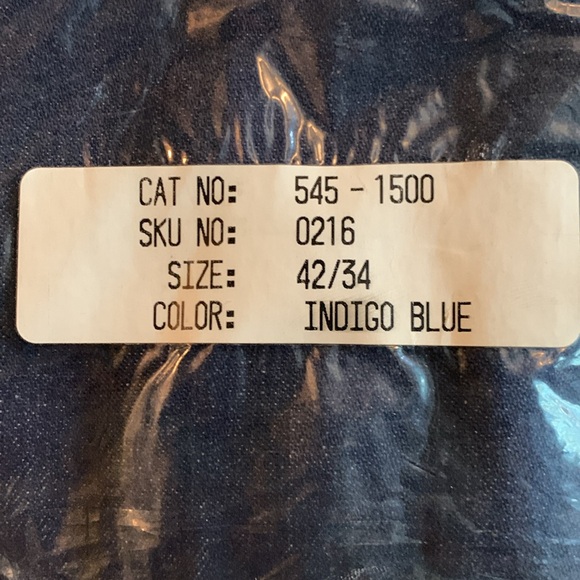 CAT NO: 545 - 1500
SKU NO: 0216
SIZE: 42/34
COLOR: INDIGO BLUE